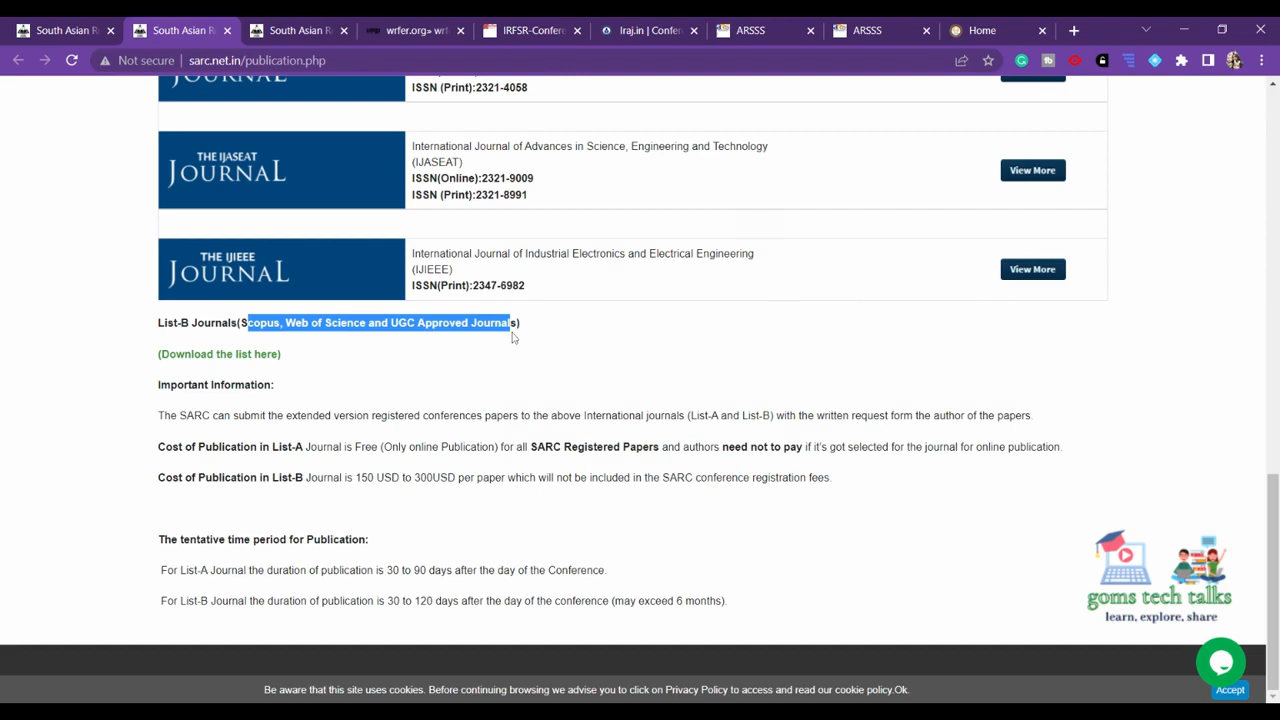 South Asian R
South Asian R
South Asian R
wrfer.org» wrf
IRFSR-Confere
Iraj.in | Confer
ARSSS
ARSSS
Home
Not secure
sarc.net.in/publication.php
JOURNAL
ISSN (Print):2321-4058
THE IJASEAT
JOURNAL
International Journal of Advances in Science, Engineering and Technology
(IJASEAT)
ISSN(Online):2321-9009
ISSN (Print):2321-8991
View More
THE IJIEEE
JOURNAL
International Journal of Industrial Electronics and Electrical Engineering
(IJIEEE)
ISSN(Print):2347-6982
View More
List-B Journals(Scopus, Web of Science and UGC Approved Journals)
(Download the list here)
Important Information:
The SARC can submit the extended version registered conferences papers to the above International journals (List-A and List-B) with the written request form the author of the papers.
Cost of Publication in List-A Journal is Free (Only online Publication) for all SARC Registered Papers and authors need not to pay if it's got selected for the journal for online publication.
Cost of Publication in List-B Journal is 150 USD to 300USD per paper which will not be included in the SARC conference registration fees.
The tentative time period for Publication:
For List-A Journal the duration of publication is 30 to 90 days after the day of the Conference.
For List-B Journal the duration of publication is 30 to 120 days after the day of the conference (may exceed 6 months).
goms tech talks
learn, explore, share
Be aware that this site uses cookies. Before continuing browsing we advise you to click on Privacy Policy to access and read our cookie policy.Ok.
Accept